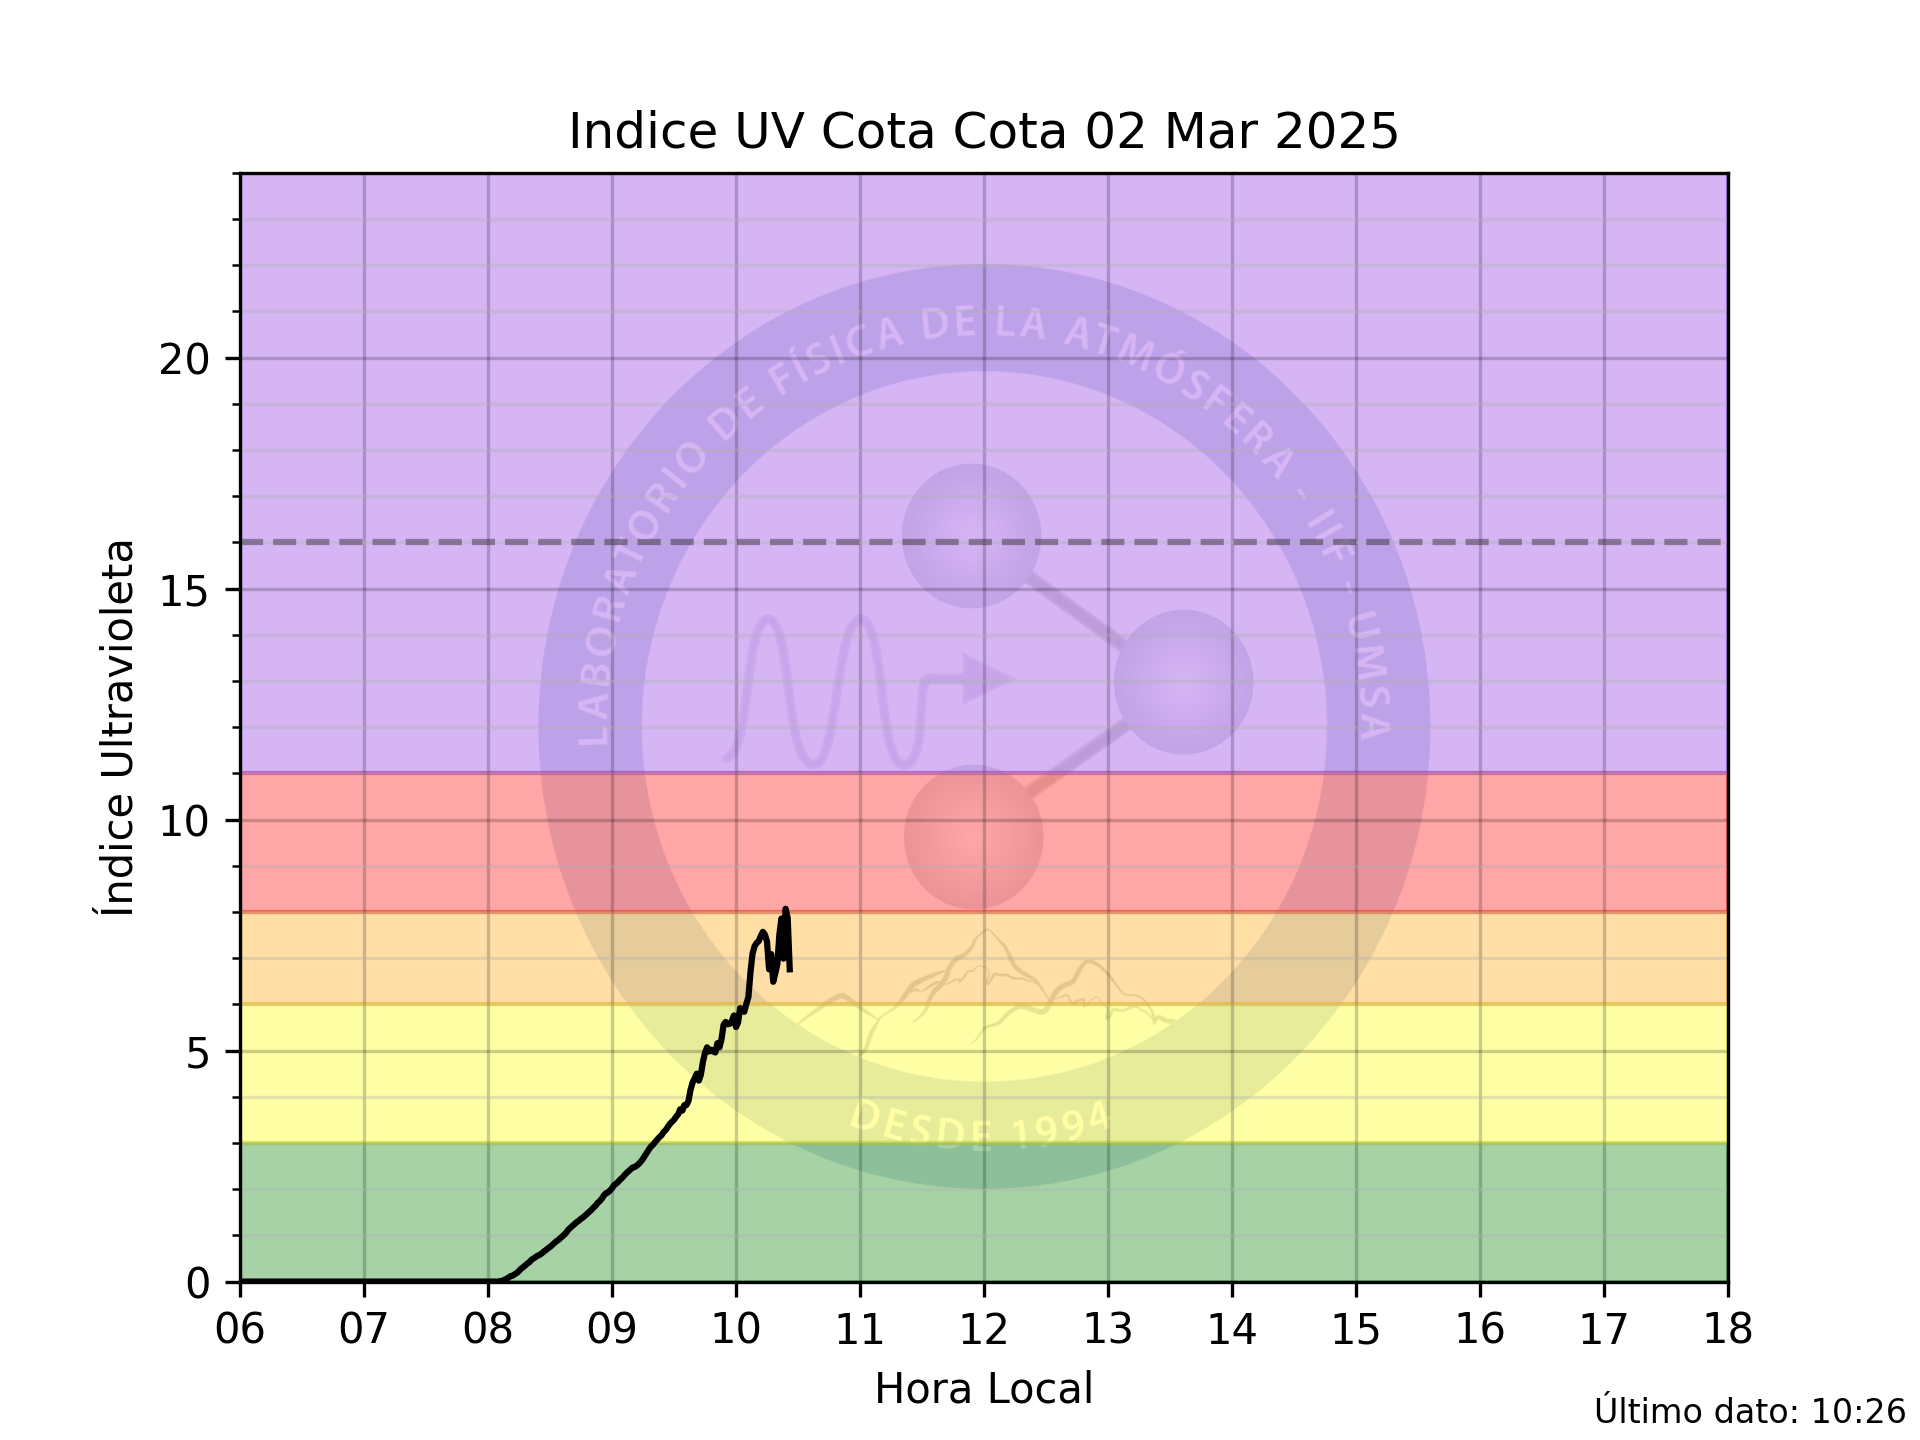 Indice UV Cota Cota 02 Mar 2025
Índice Ultravioleta
20
15
10
5
0
LABORATORIO DE FÍSICA DE LA ATMÓSFERA - IIF - UMSA
DESDE 1994
06 07 08 09 10 11 12 13 14 15 16 17 18
Hora Local
Último dato: 10:26